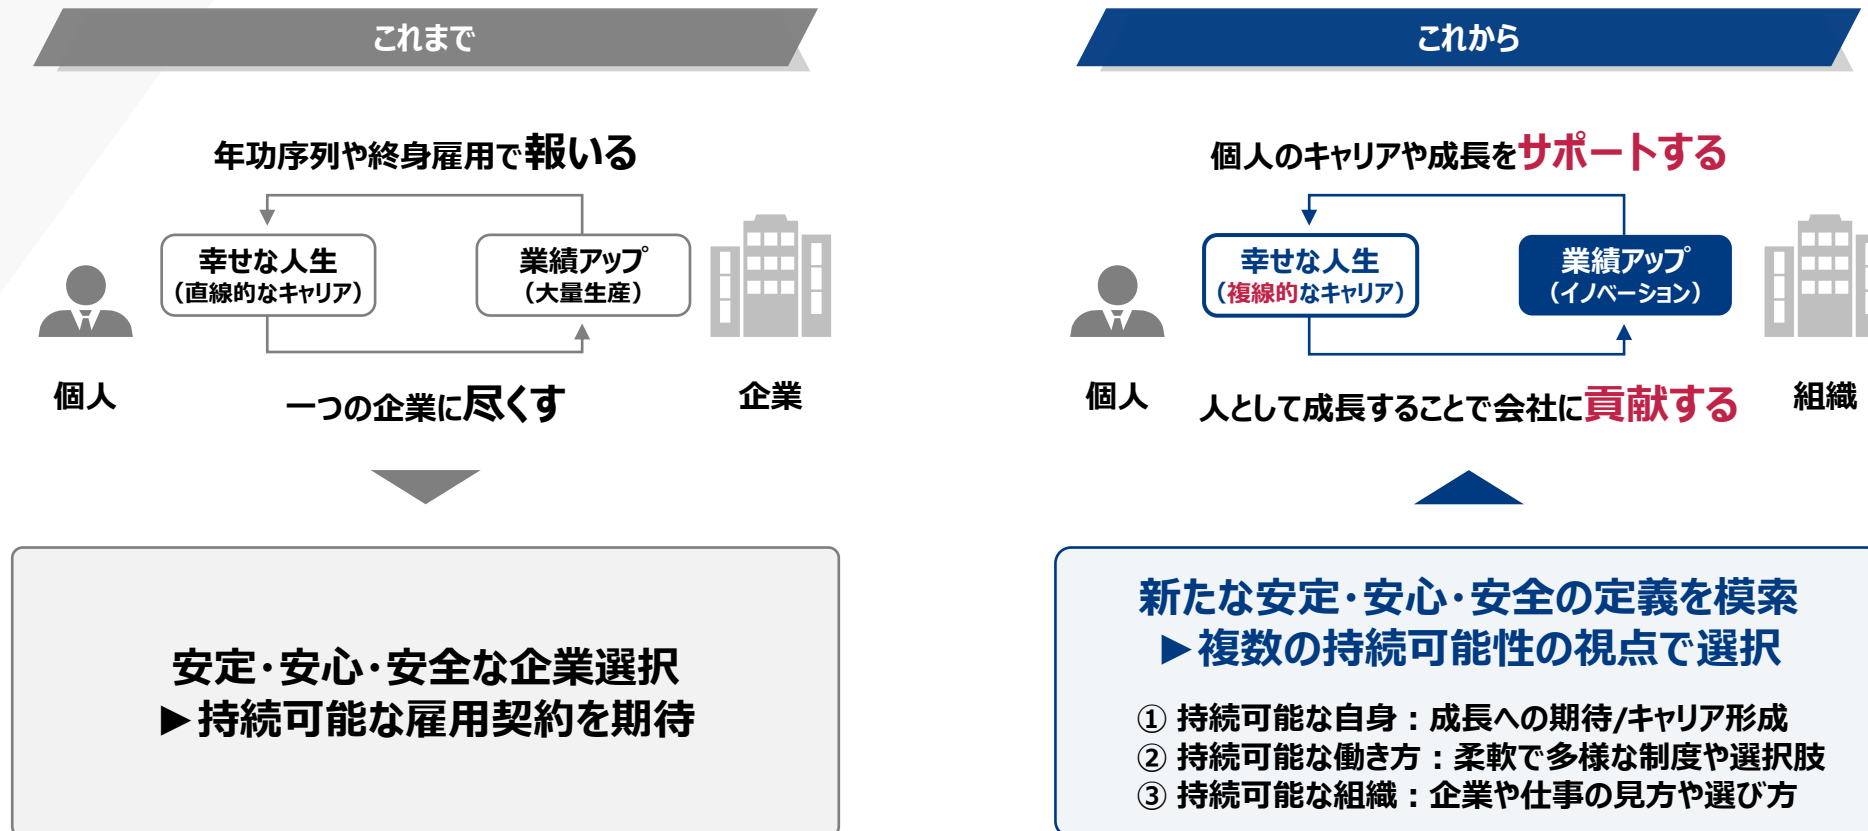 これまで
年功序列や終身雇用で報いる
幸せな人生
（直線的なキャリア）
業績アップ
（大量生産）
個人
一つの企業に尽くす
企業
安定・安心・安全な企業選択
▶持続可能な雇用契約を期待
これから
個人のキャリアや成長をサポートする
幸せな人生
（複線的なキャリア）
業績アップ
（イノベーション）
個人
人として成長することで会社に貢献する
組織
新たな安定・安心・安全の定義を模索
▶複数の持続可能性の視点で選択
① 持続可能な自身：成長への期待/キャリア形成
② 持続可能な働き方：柔軟で多様な制度や選択肢
③ 持続可能な組織：企業や仕事の見方や選び方